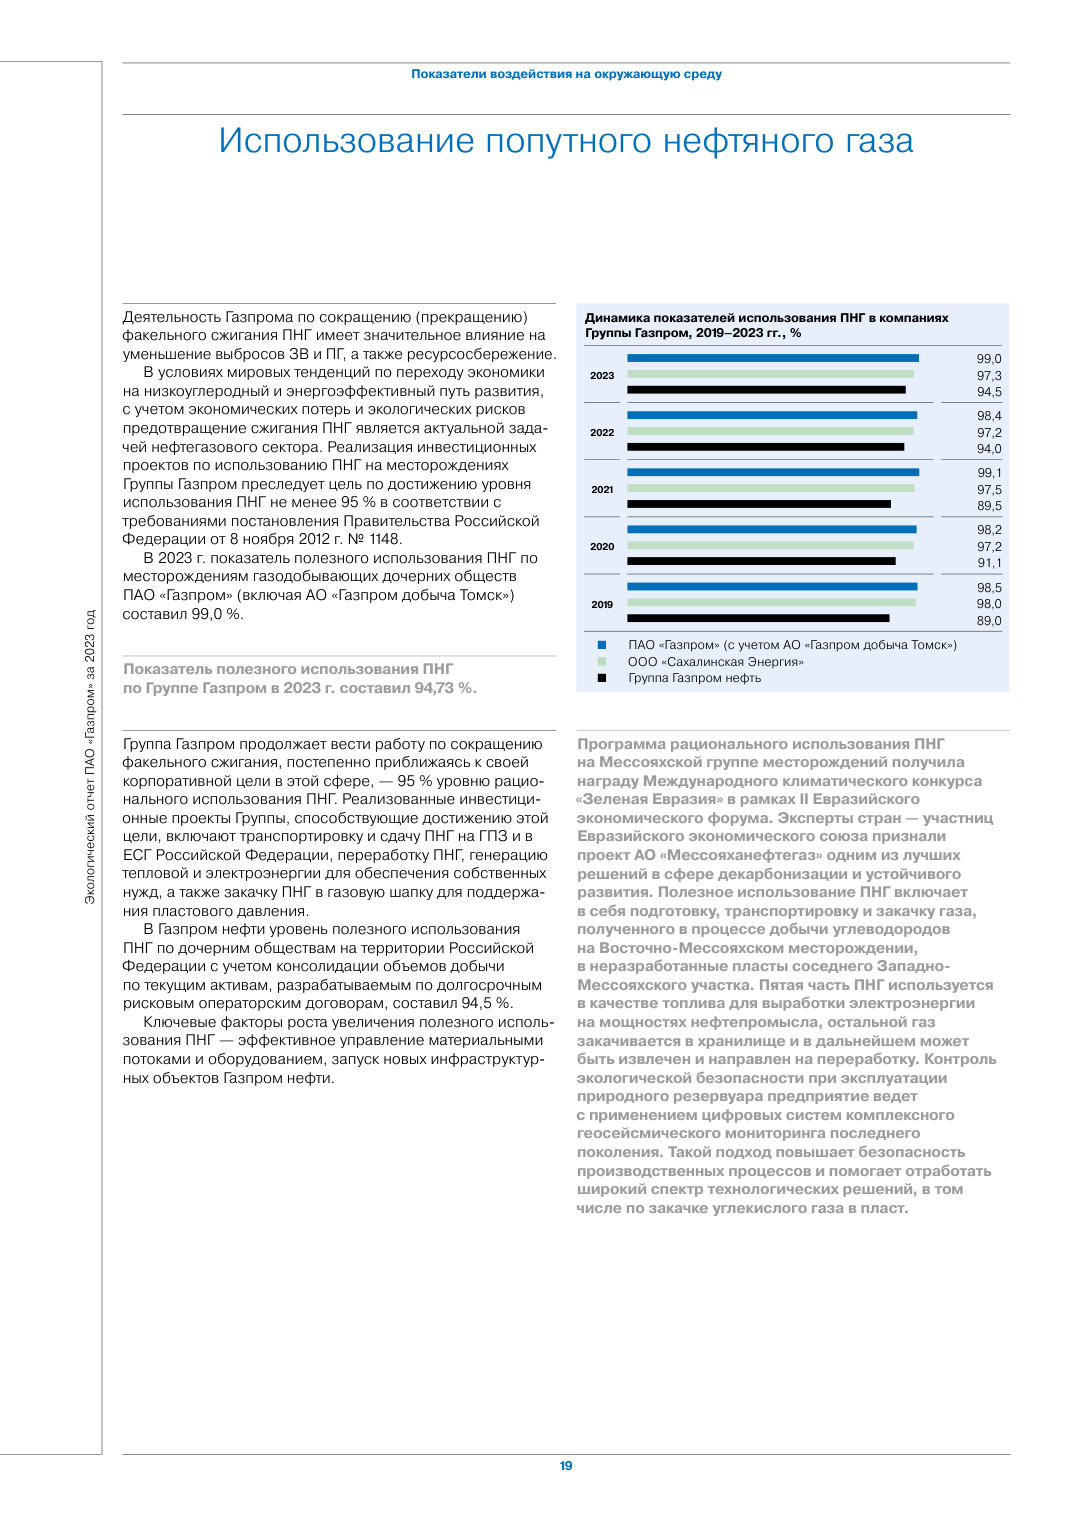 Показатели воздействия на окружающую среду
Использование попутного нефтяного газа
Деятельность Газпрома по сокращению (прекращению)
факельного сжигания ПНГ имеет значительное влияние на
уменьшение выбросов ЗВ и ПГ, а также ресурсосбережение.
В условиях мировых тенденций по переходу экономики
на низкоуглеродный и энергоэффективный путь развития,
с учетом экономических потерь и экологических рисков
предотвращение сжигания ПНГ является актуальной зада-
чей нефтегазового сектора. Реализация инвестиционных
проектов по использованию ПНГ на месторождениях
Группы Газпром преследует цель по достижению уровня
использования ПНГ не менее 95 % в соответствии с
требованиями постановления Правительства Российской
Федерации от 8 ноября 2012 г. № 1148.
В 2023 г. показатель полезного использования ПНГ по
месторождениям газодобывающих дочерних обществ
ПАО «Газпром» (включая АО «Газпром добыча Томск»)
составил 99,0 %.
Показатель полезного использования ПНГ
по Группе Газпром в 2023 г. составил 94,73 %.
Группа Газпром продолжает вести работу по сокращению
факельного сжигания, постепенно приближаясь к своей
корпоративной цели в этой сфере, — 95 % уровню рацио-
нального использования ПНГ. Реализованные инвестици-
онные проекты Группы, способствующие достижению этой
цели, включают транспортировку и сдачу ПНГ на ГПЗ и в
ЕСГ Российской Федерации, переработку ПНГ, генерацию
тепловой и электроэнергии для обеспечения собственных
нужд, а также закачку ПНГ в газовую шапку для поддержа-
ния пластового давления.
В Газпром нефти уровень полезного использования
ПНГ по дочерним обществам на территории Российской
Федерации с учетом консолидации объемов добычи
по текущим активам, разрабатываемым по долгосрочным
рисковым операторским договорам, составил 94,5 %.
Ключевые факторы роста увеличения полезного исполь-
зования ПНГ — эффективное управление материальными
потоками и оборудованием, запуск новых инфраструктур-
ных объектов Газпром нефти.
Динамика показателей использования ПНГ в компаниях
Группы Газпром, 2019–2023 гг., %
2023
99,0
97,3
94,5
2022
98,4
97,2
94,0
2021
99,1
97,5
89,5
2020
98,2
97,2
91,1
2019
98,5
98,0
89,0
ПАО «Газпром» (с учетом АО «Газпром добыча Томск»)
ООО «Сахалинская Энергия»
Группа Газпром нефть
Программа рационального использования ПНГ
на Мессояхской группе месторождений получила
награду Международного климатического конкурса
«Зеленая Евразия» в рамках II Евразийского
экономического форума. Эксперты стран — участниц
Евразийского экономического союза признали
проект АО «Мессояханефтегаз» одним из лучших
решений в сфере декарбонизации и устойчивого
развития. Полезное использование ПНГ включает
в себя подготовку, транспортировку и закачку газа,
полученного в процессе добычи углеводородов
на Восточно-Мессояхском месторождении,
в неразработанные пласты соседнего Западно-
Мессояхского участка. Пятая часть ПНГ используется
в качестве топлива для выработки электроэнергии
на мощностях нефтепромысла, остальной газ
закачивается в хранилище и в дальнейшем может
быть извлечен и направлен на переработку. Контроль
экологической безопасности при эксплуатации
природного резервуара предприятие ведет
с применением цифровых систем комплексного
геосейсмического мониторинга последнего
поколения. Такой подход повышает безопасность
производственных процессов и помогает отработать
широкий спектр технологических решений, в том
числе по закачке углекислого газа в пласт.
Экологический отчет ПАО «Газпром» за 2023 год
19